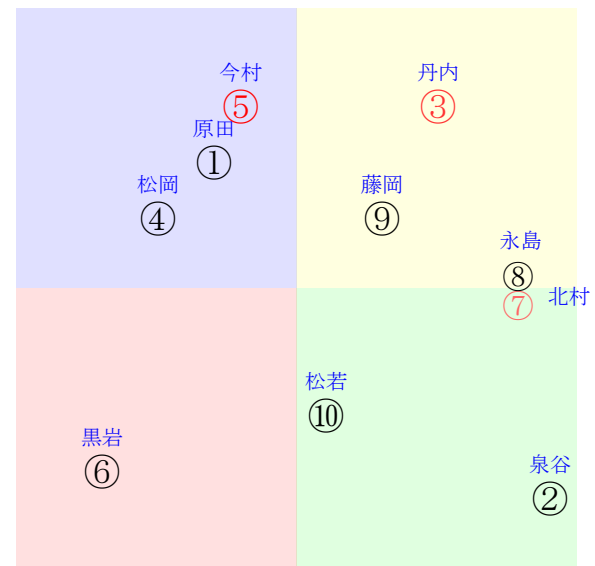 今村
⑤
丹内
③
原田
①
松岡
④
藤岡
⑨
永島
⑧
北村
⑦
松若
⑩
黒岩
⑥
泉谷
②